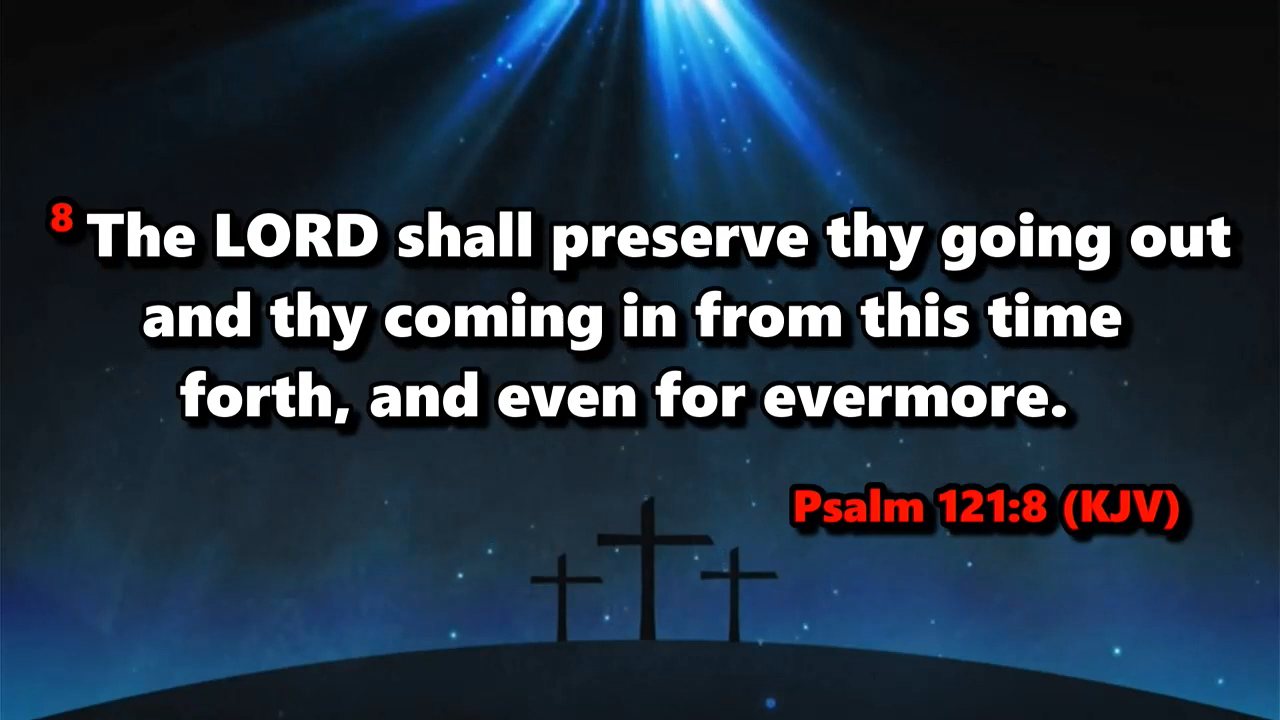 8 The LORD shall preserve thy going out
and thy coming in from this time
forth, and even for evermore.
Psalm 121:8 (KJV)